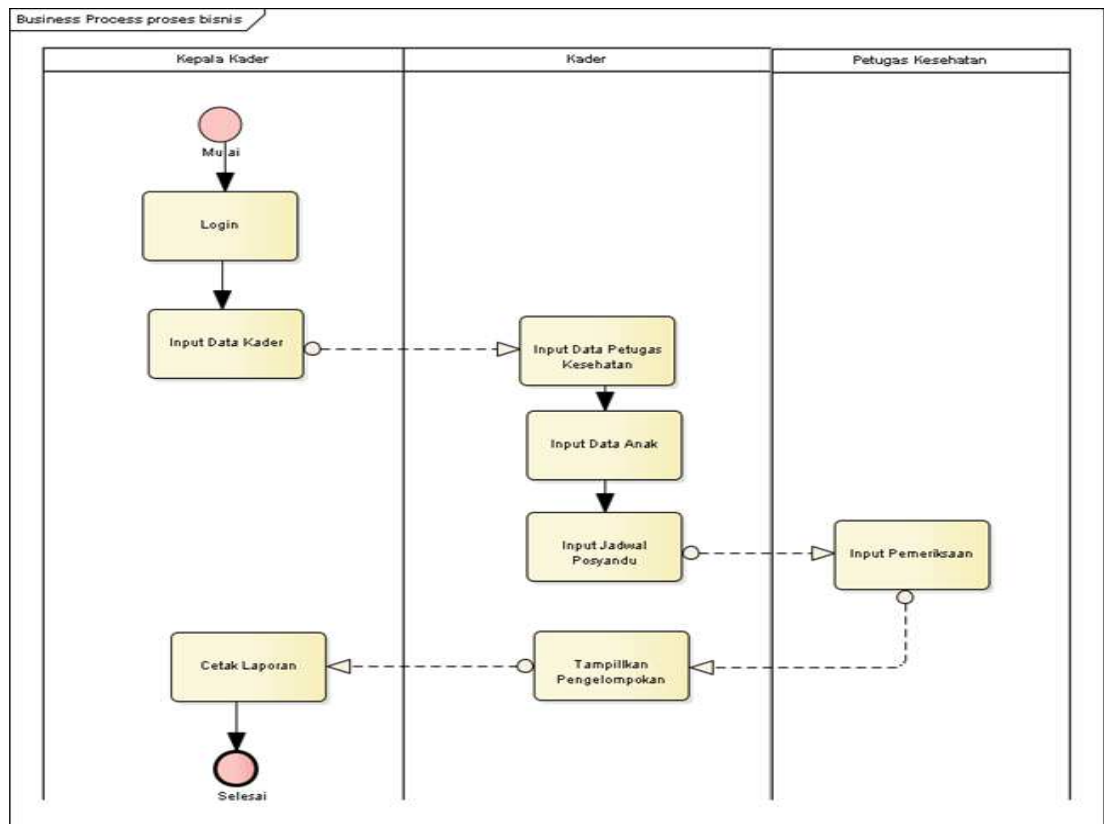 Business Process proses bisnis
Kepala Kader
Kader
Petugas Kesehatan
Mulai
Login
Input Data Kader
Input Data Petugas
Kesehatan
Input Data Anak
Input Jadwal
Posyandu
Input Pemeriksaan
Cetak Laporan
Tampillkan
Pengelompokan
Selesai